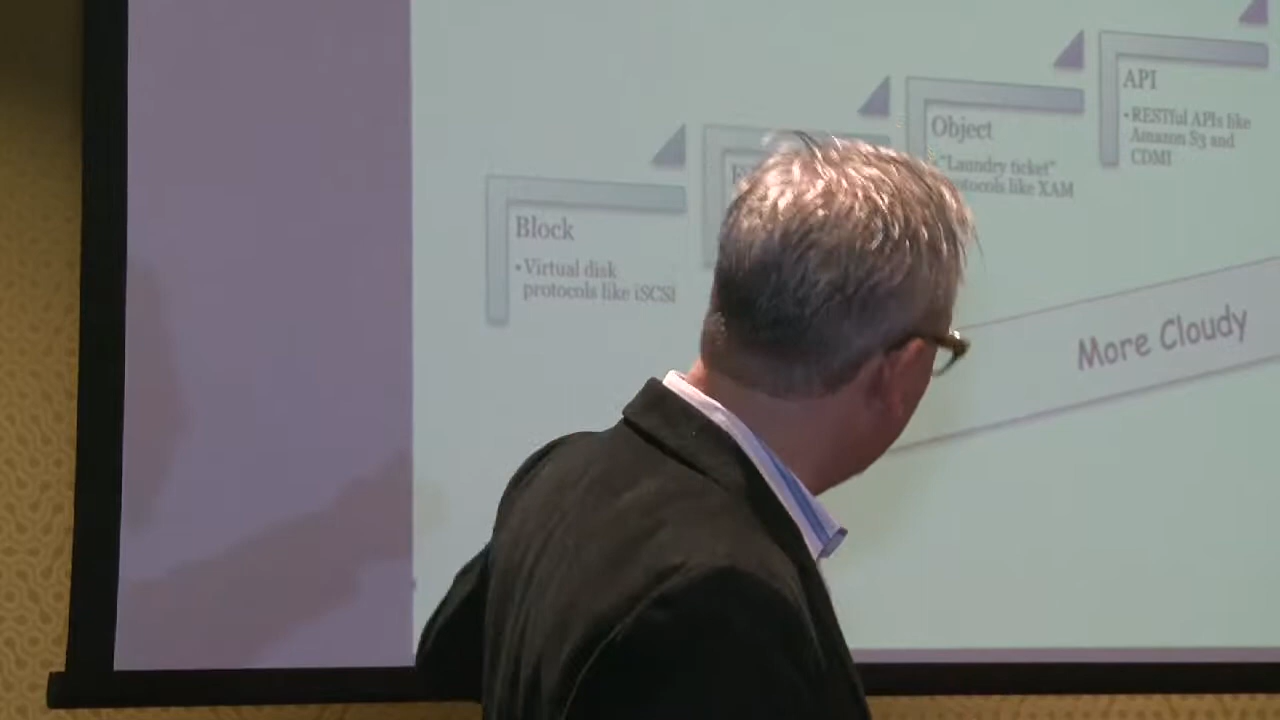 Block
• Virtual disk
protocols like iSCSI
Object
"Laundry ticket"
like XAM
API
• RESTful APIs like
Amazon S3 and
CDMI
More Cloudy